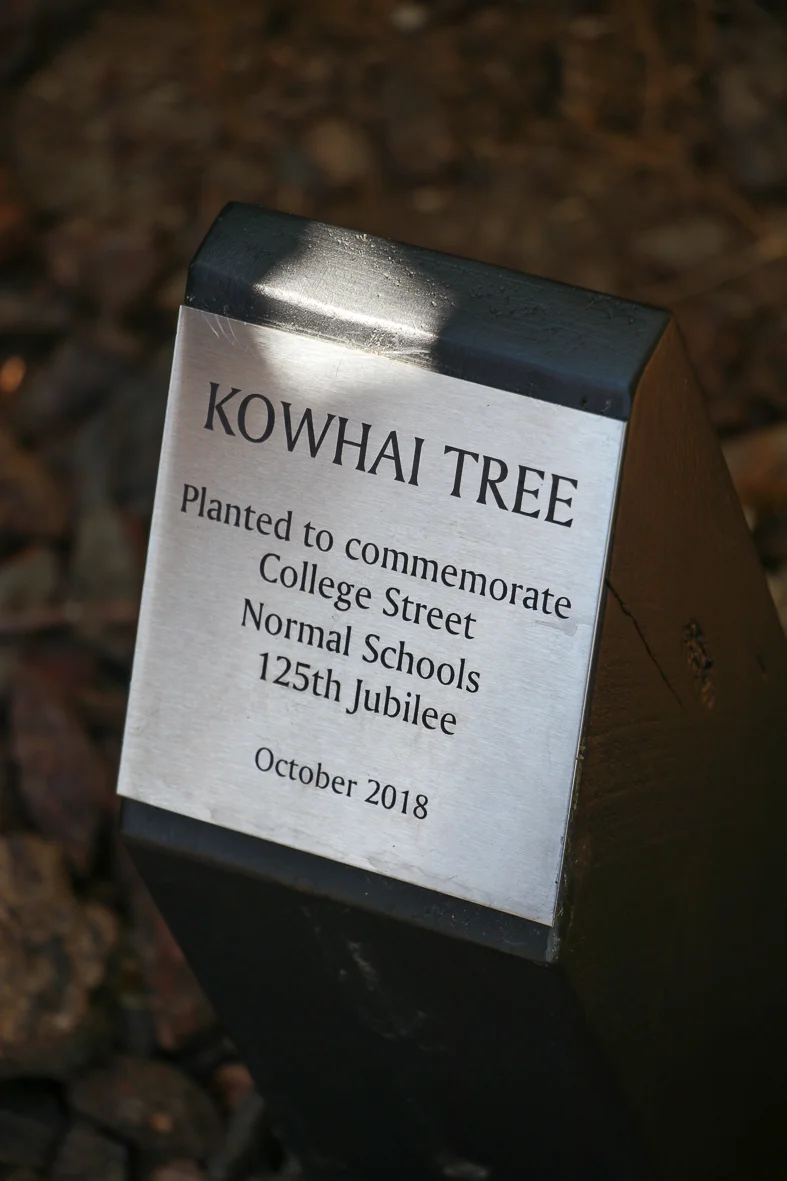 KOWHAI TREE
Planted to commemorate
College Street
Normal Schools
125th Jubilee
October 2018